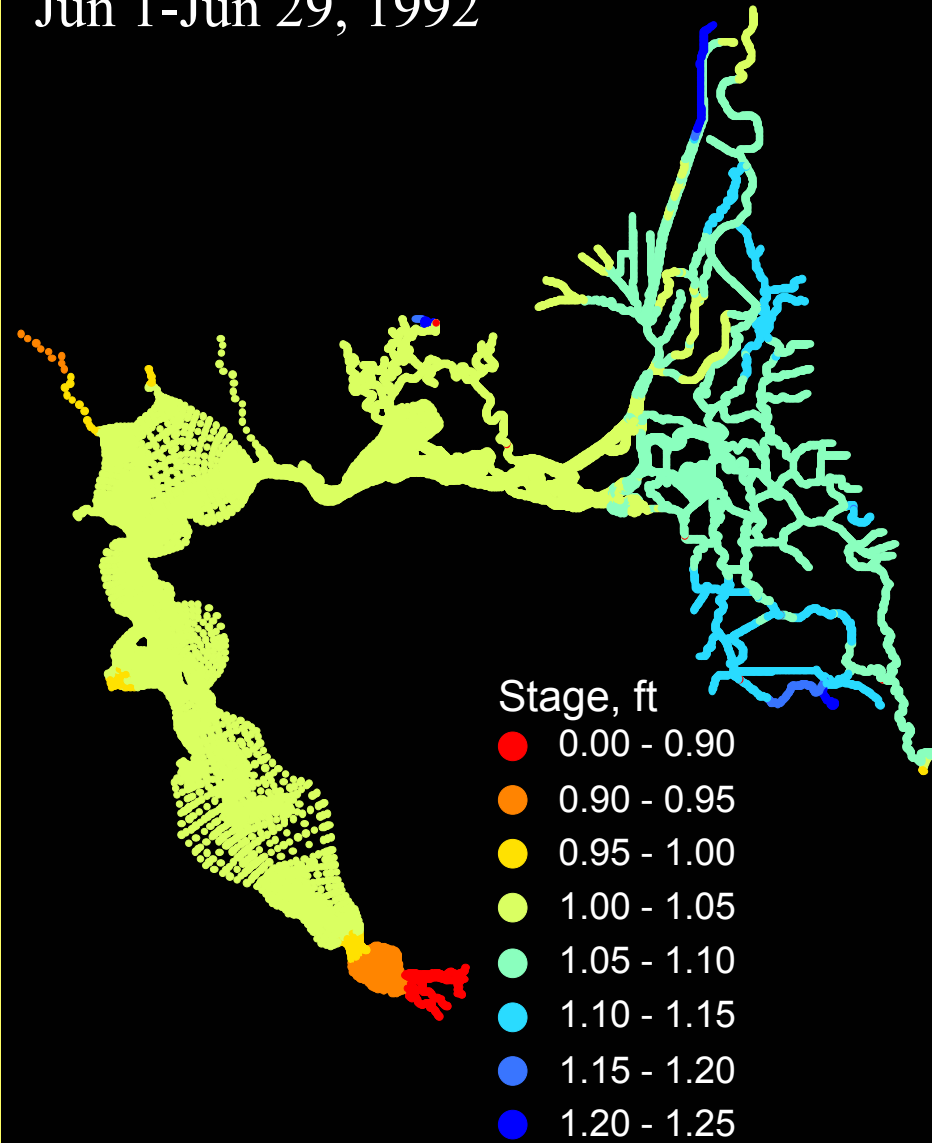 Jun 1-Jun 29, 1992
Stage, ft
0.00 - 0.90
0.90 - 0.95
0.95 - 1.00
1.00 - 1.05
1.05 - 1.10
1.10 - 1.15
1.15 - 1.20
1.20 - 1.25